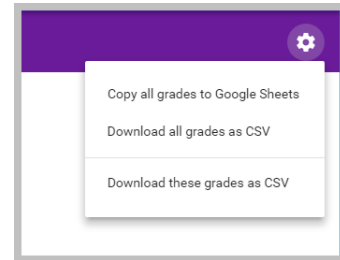 Copy all grades to Google Sheets
Download all grades as CSV
Download these grades as CSV